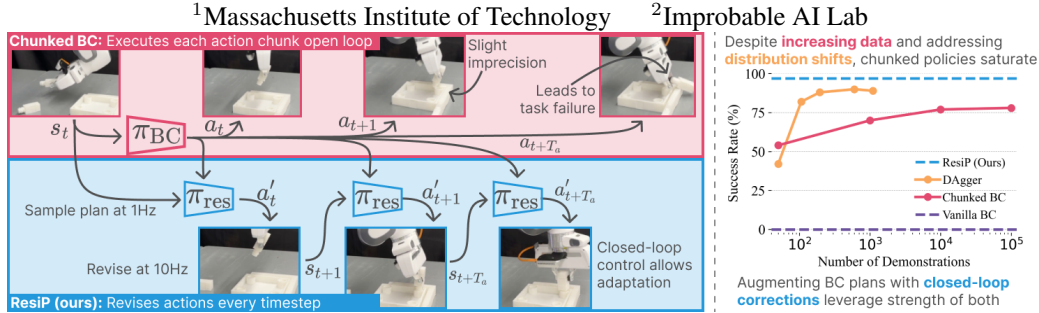 ¹Massachusetts Institute of Technology ²Improbable AI Lab
Chunked BC: Executes each action chunk open loop
Slight
imprecision
Leads to
task failure
s_t
π_BC
a_t
a_{t+1}
a_{t+T_a}
Sample plan at 1Hz
π_res
a'_t
π_res
a'_{t+1}
π_res
a'_{t+T_a}
Revise at 10Hz
s_{t+1}
s_{t+T_a}
Closed-loop
control allows
adaptation
ResiP (ours): Revises actions every timestep
Despite increasing data and addressing
distribution shifts, chunked policies saturate
Success Rate (%)
100
75
50
25
0
ResiP (Ours)
DAgger
Chunked BC
Vanilla BC
10² 10³ 10⁴ 10⁵
Number of Demonstrations
Augmenting BC plans with closed-loop
corrections leverage strength of both